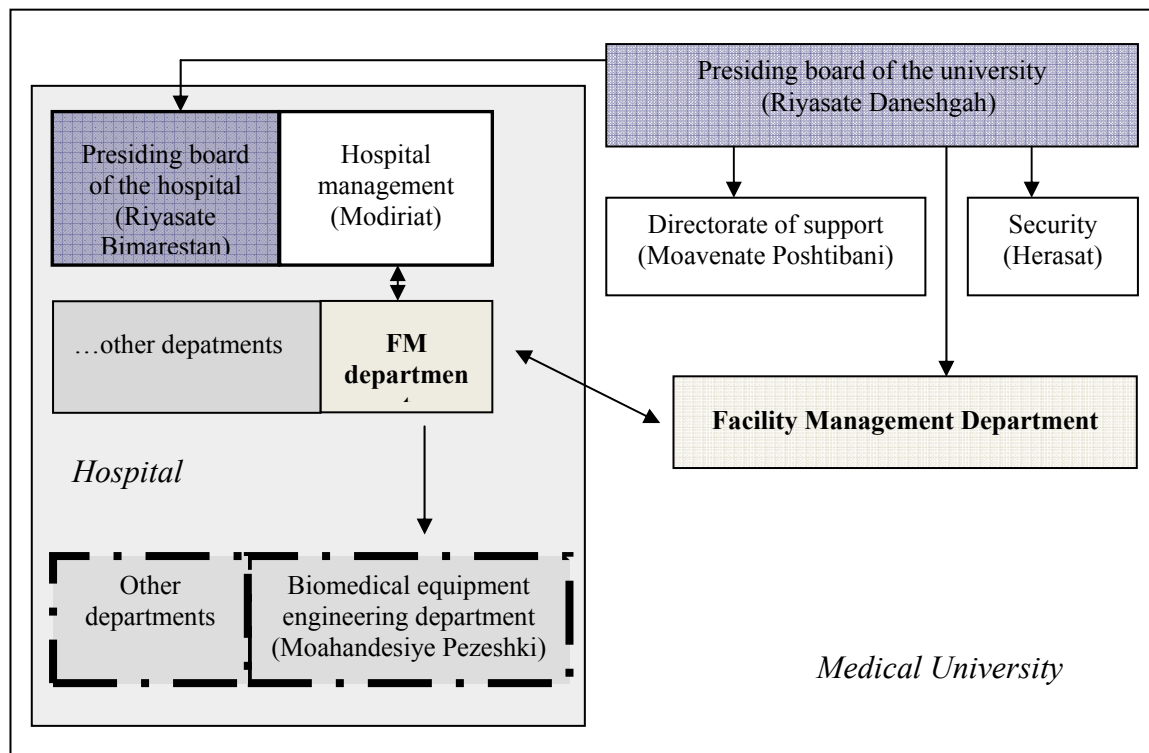 Presiding board of the university
(Riyasate Daneshgah)
Presiding board
of the hospital
(Riyasate
Bimarestan)
Hospital
management
(Modiriat)
Directorate of support
(Moavenate Poshtibani)
Security
(Herasat)
…other depatments
FM
departmen
Facility Management Department
Hospital
Other
departments
Biomedical equipment
engineering department
(Moahandesiye Pezeshki)
Medical University